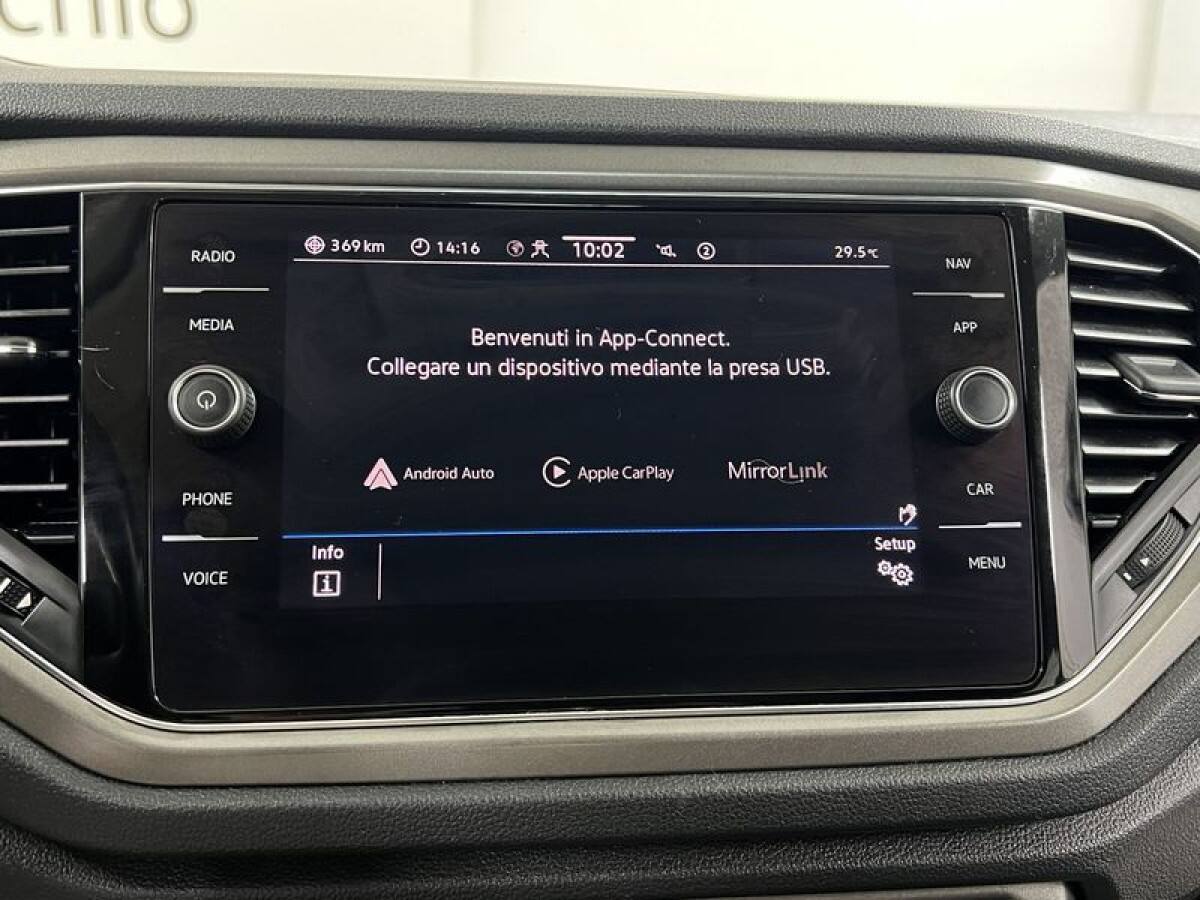 RADIO
MEDIA
PHONE
VOICE
369 km 14:16 10:02 2 29.5°C
Benvenuti in App-Connect.
Collegare un dispositivo mediante la presa USB.
Android Auto Apple CarPlay MirrorLink
Info Setup
NAV
APP
CAR
MENU